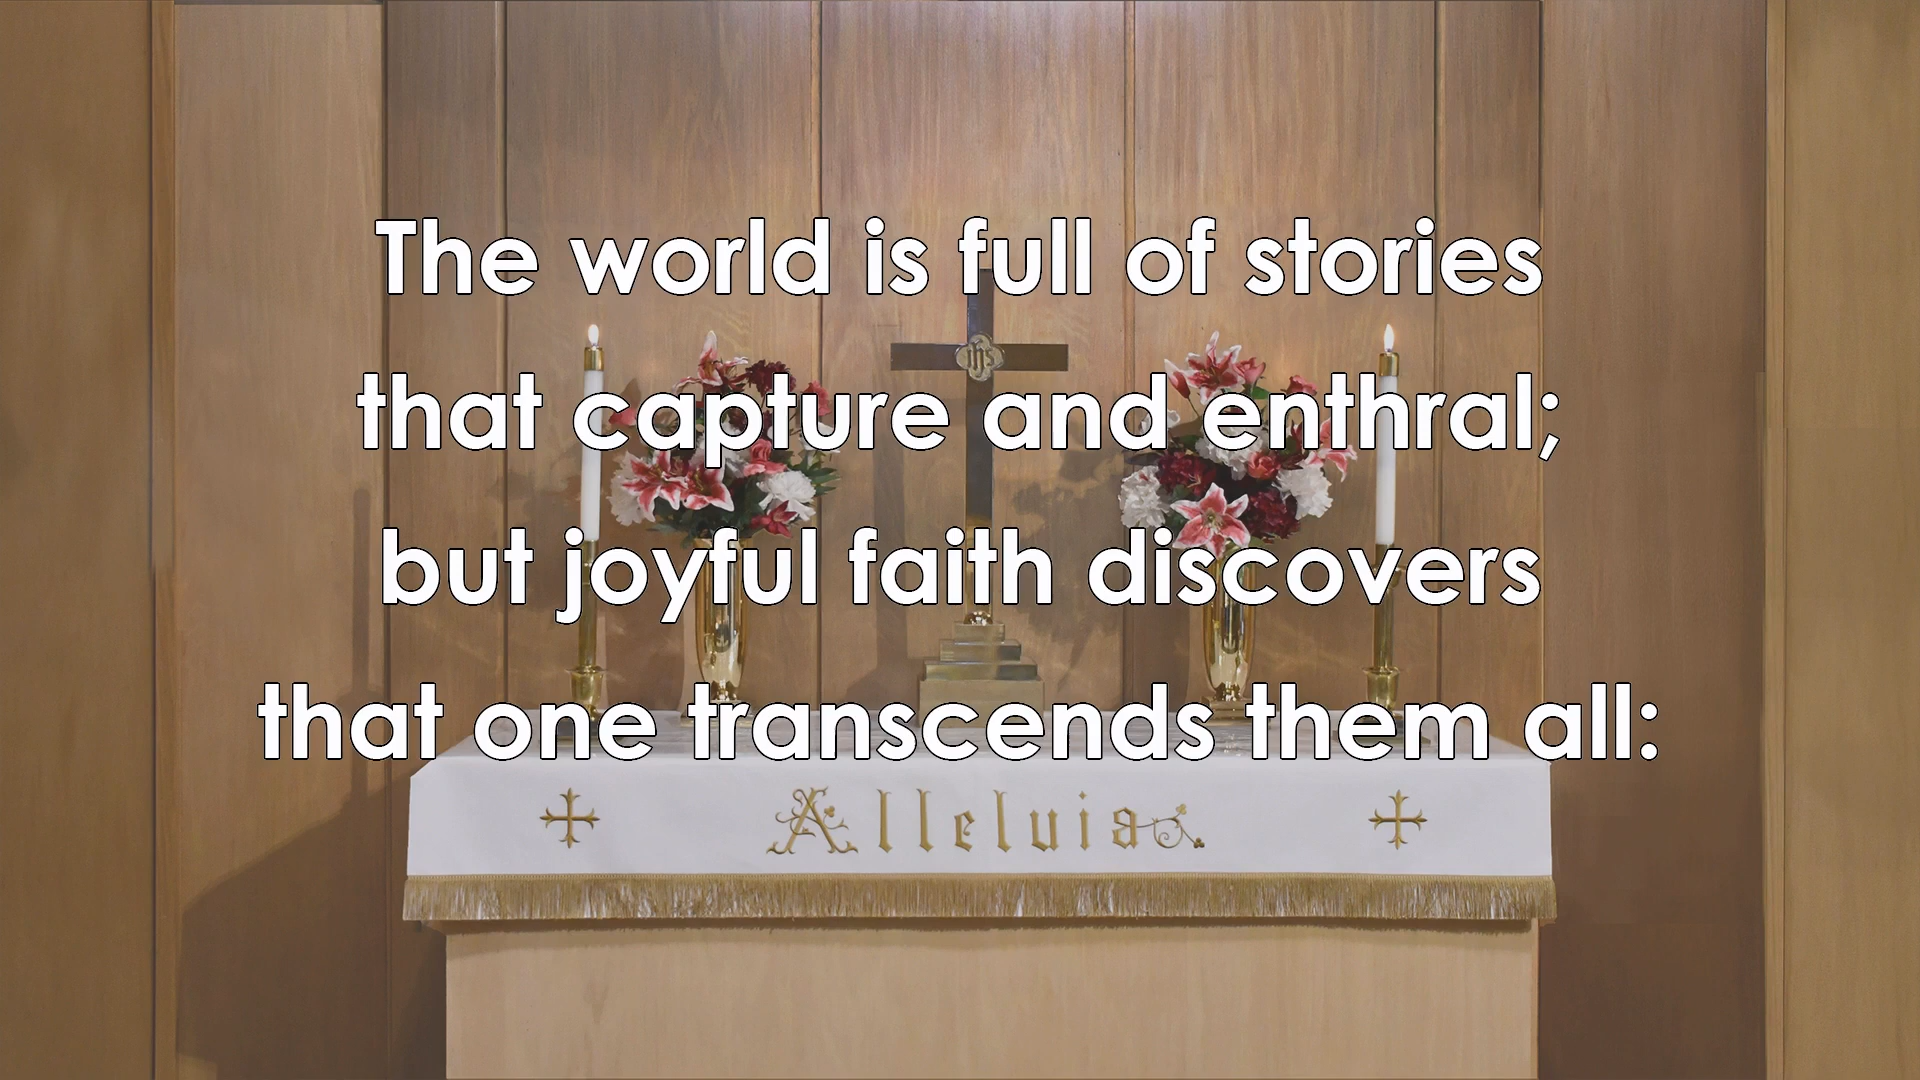 The world is full of stories
ihs
that capture and enthral;
but joyful faith discovers
that one transcends them all:
Alleluia